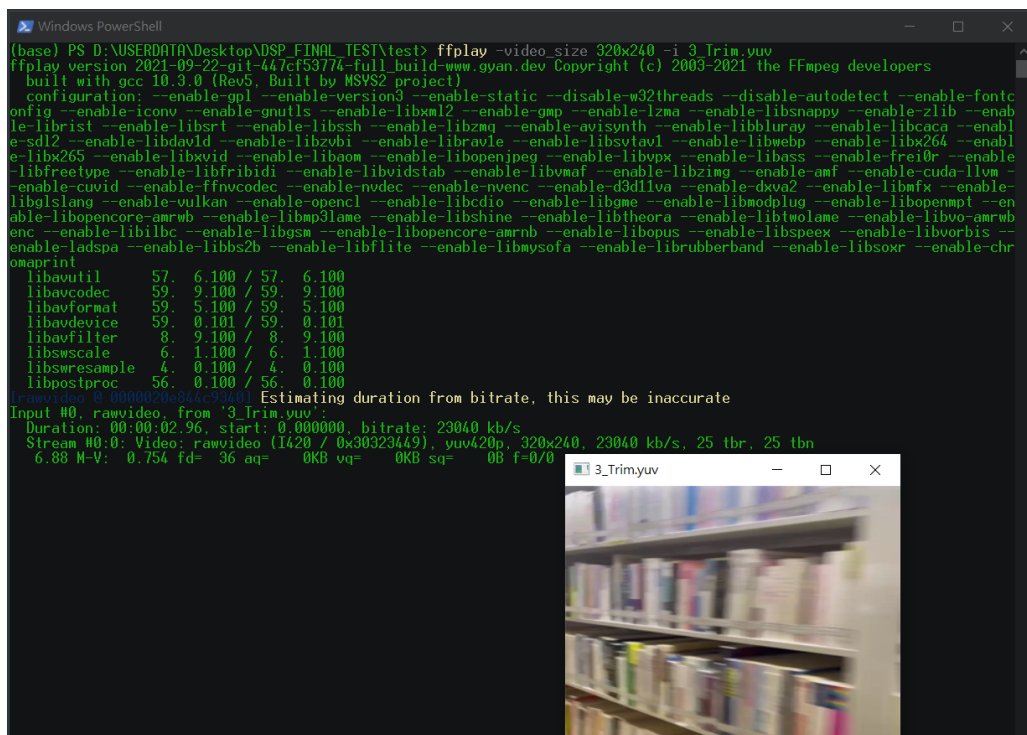 Windows PowerShell
(base) PS D:\USERDATA\Desktop\DSP_FINAL_TEST\test> ffplay -video_size 320x240 -i 3_Trim.yuv
ffplay version 2021-09-22-git-447cf53774-full_build-www.gyan.dev Copyright (c) 2003-2021 the FFmpeg developers
  built with gcc 10.3.0 (Rev5, Built by MSYS2 project)
  configuration: --enable-gpl --enable-version3 --enable-static --disable-w32threads --disable-autodetect --enable-fontc
onfig --enable-iconv --enable-gnutls --enable-libxml2 --enable-gmp --enable-lzma --enable-libsnappy --enable-zlib --enab
le-librist --enable-libsrt --enable-libssh --enable-libzmq --enable-avisynth --enable-libbluray --enable-libcaca --enabl
e-sdl2 --enable-libdav1d --enable-libzvbi --enable-librav1e --enable-libsvtav1 --enable-libwebp --enable-libx264 --enabl
e-libx265 --enable-libxvid --enable-libaom --enable-libopenjpeg --enable-libvpx --enable-libass --enable-frei0r --enable
-libfreetype --enable-libfribidi --enable-libvidstab --enable-libvmaf --enable-libzimg --enable-amf --enable-cuda-llvm -
-enable-cuvid --enable-ffnvcodec --enable-nvdec --enable-nvenc --enable-d3d11va --enable-dxva2 --enable-libmfx --enable-
libglslang --enable-vulkan --enable-opencl --enable-libcdio --enable-libgme --enable-libmodplug --enable-libopenmpt --en
able-libopencore-amrwb --enable-libmp3lame --enable-libshine --enable-libtheora --enable-libtwolame --enable-libvo-amrwb
enc --enable-libilbc --enable-libgsm --enable-libopencore-amrnb --enable-libopus --enable-libspeex --enable-libvorbis --
enable-ladspa --enable-libbs2b --enable-libflite --enable-libmysofa --enable-librubberband --enable-libsoxr --enable-chr
omaprint
  libavutil      57.  6.100 / 57.  6.100
  libavcodec     59.  9.100 / 59.  9.100
  libavformat    59.  5.100 / 59.  5.100
  libavdevice    59.  0.101 / 59.  0.101
  libavfilter     8.  9.100 /  8.  9.100
  libswscale      6.  1.100 /  6.  1.100
  libswresample   4.  0.100 /  4.  0.100
  libpostproc    56.  0.100 / 56.  0.100
[rawvideo @ 0000020e844c9340] Estimating duration from bitrate, this may be inaccurate
Input #0, rawvideo, from '3_Trim.yuv':
  Duration: 00:00:02.96, start: 0.000000, bitrate: 23040 kb/s
  Stream #0:0: Video: rawvideo (I420 / 0x30323449), yuv420p, 320x240, 23040 kb/s, 25 tbr, 25 tbn
   6.88 M-V:  0.754 fd=  36 aq=    0KB vq=    0KB sq=    0B f=0/0
3_Trim.yuv